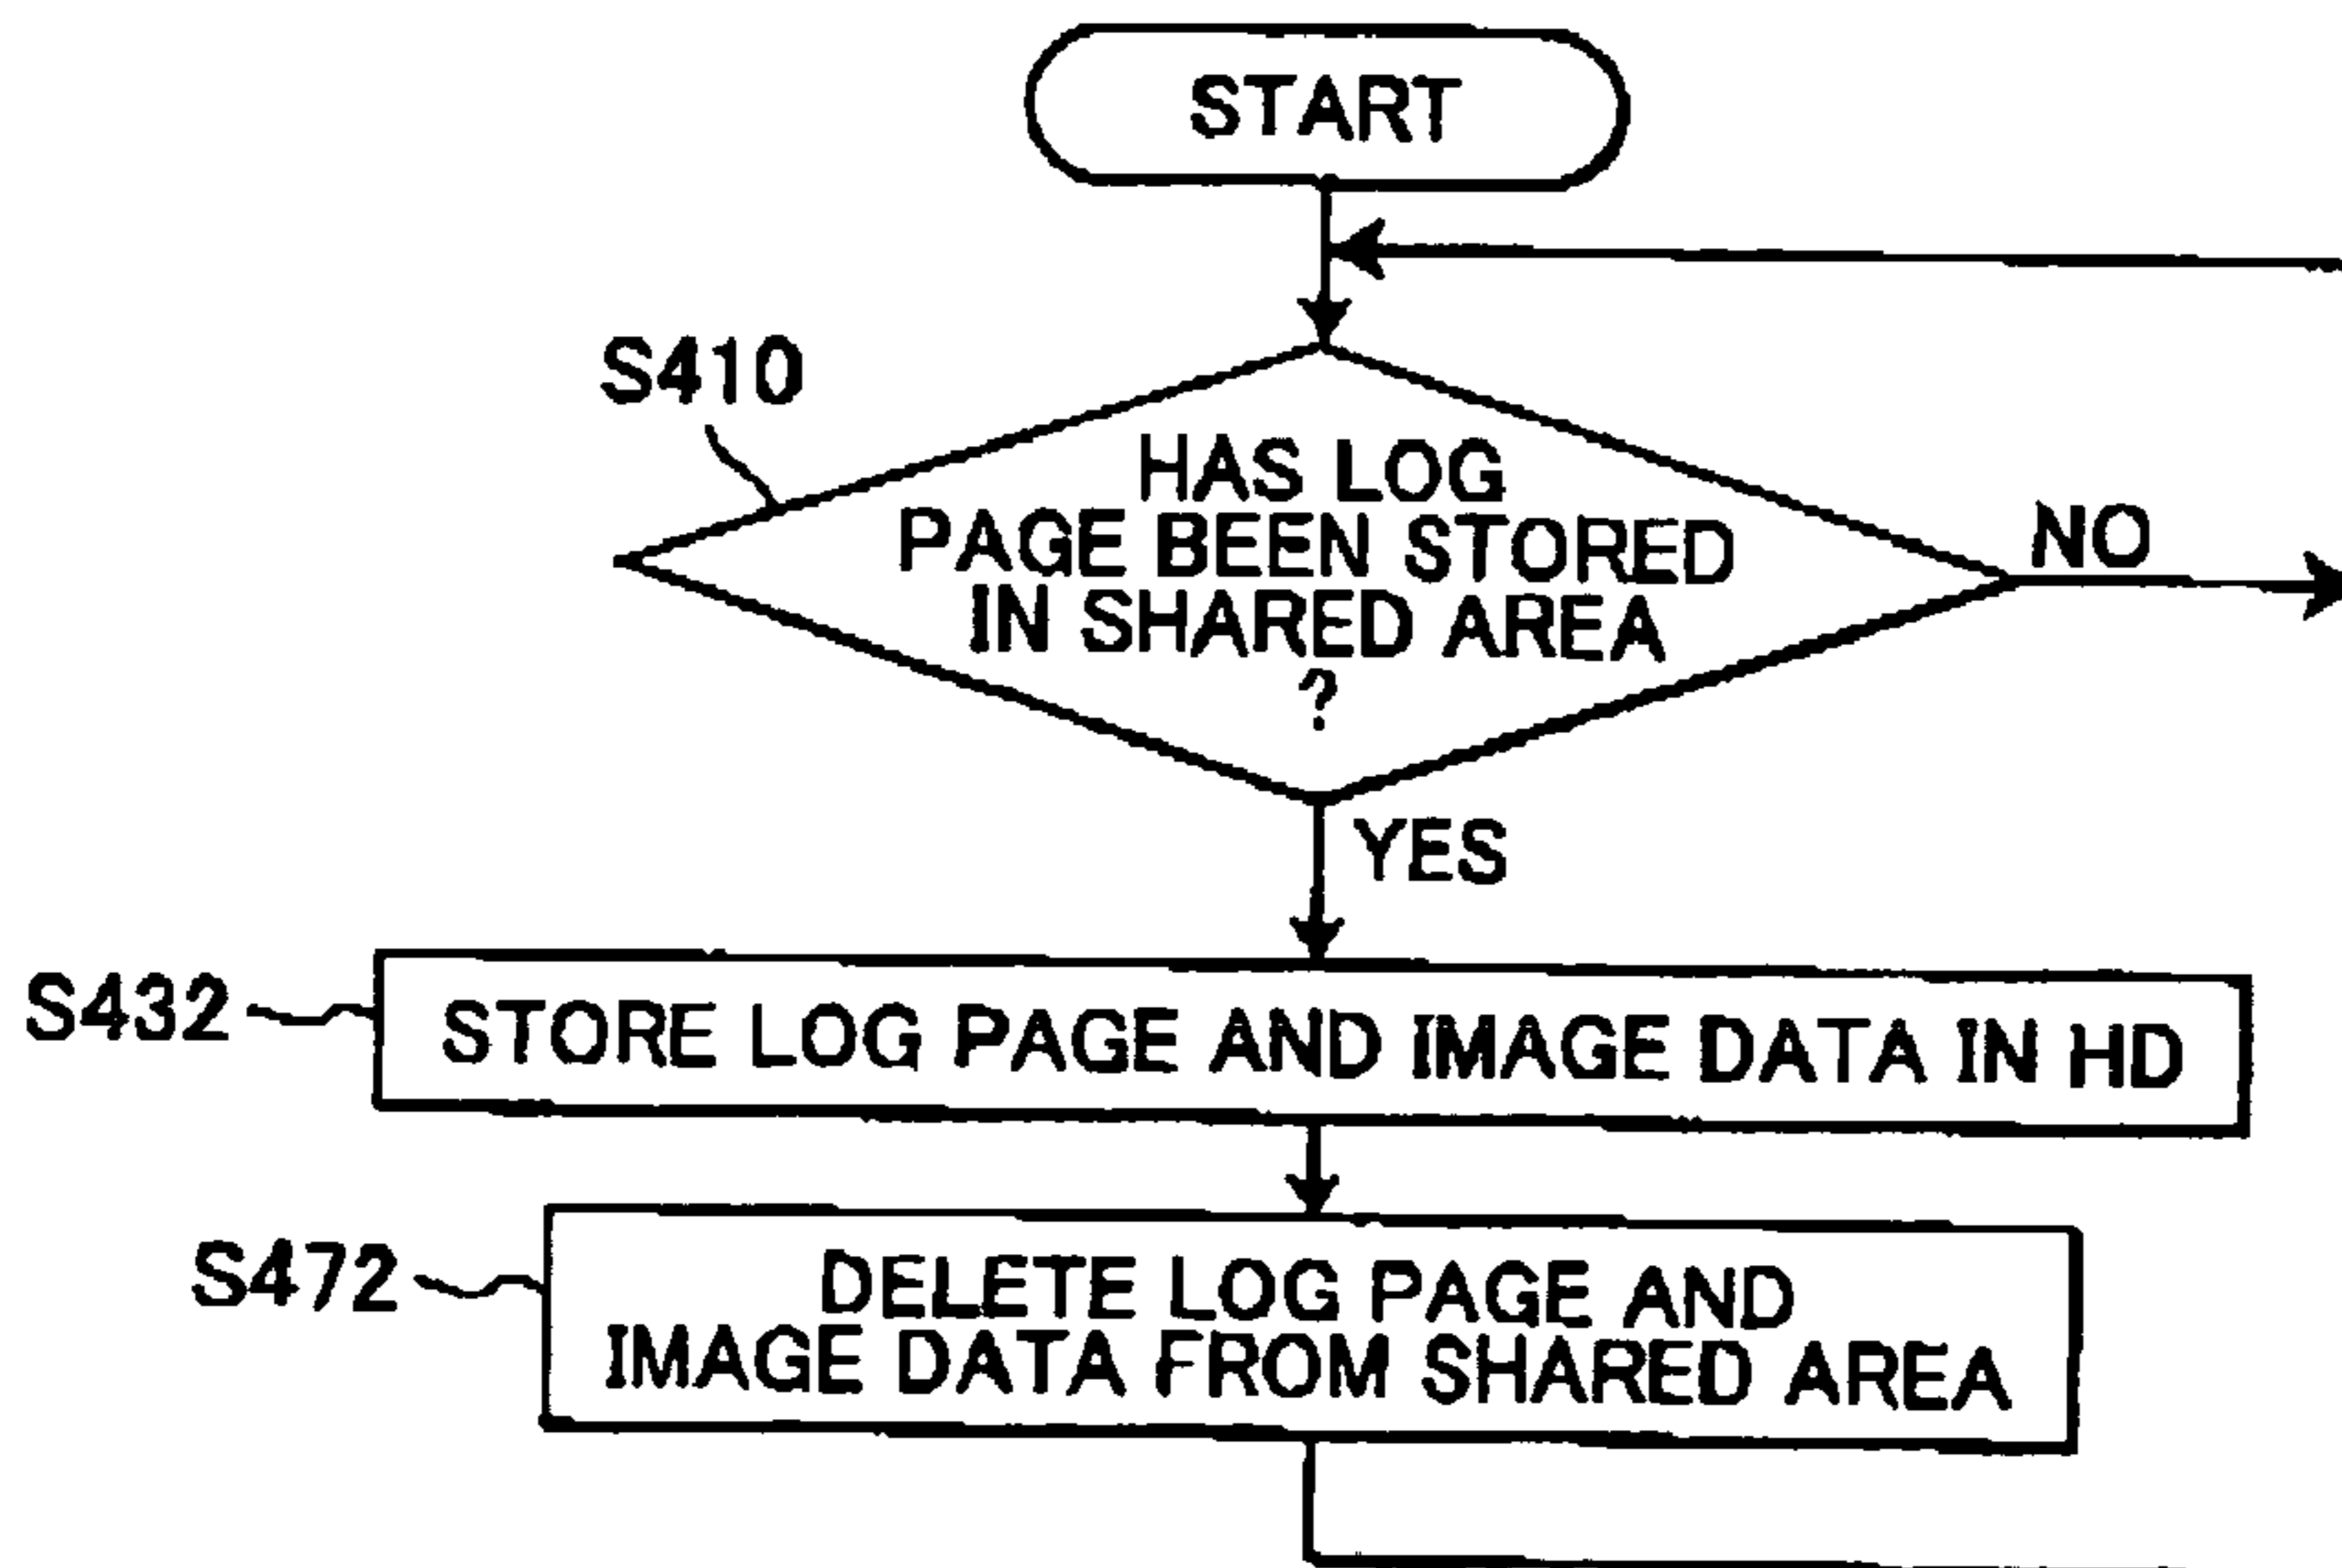 START
S410
HAS LOG
PAGE BEEN STORED
IN SHARED AREA
?
NO
YES
S432
STORE LOG PAGE AND IMAGE DATA IN HD
S472
DELETE LOG PAGE AND
IMAGE DATA FROM SHARED AREA